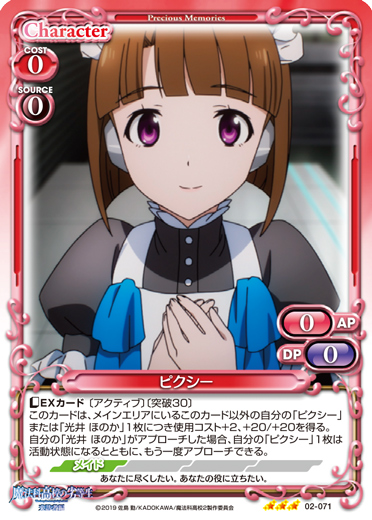 Precious Memories
Character
COST
0
SOURCE
0
0 AP
DP 0
ピクシー
EXカード [アクティブ] [突破30]
このカードは、メインエリアにいるこのカード以外の自分の「ピクシー」
または「光井 ほのか」1枚につき使用コスト+2、+20/+20を得る。
自分の「光井 ほのか」がアプローチした場合、自分の「ピクシー」1枚は
活動状態になるとともに、もう一度アプローチできる。
メイド
あなたに尽くしたい。あなたの役に立ちたい。
魔法科高校の劣等生
来訪者編
©2019 佐島 勤/KADOKAWA/魔法科高校2製作委員会
02-071